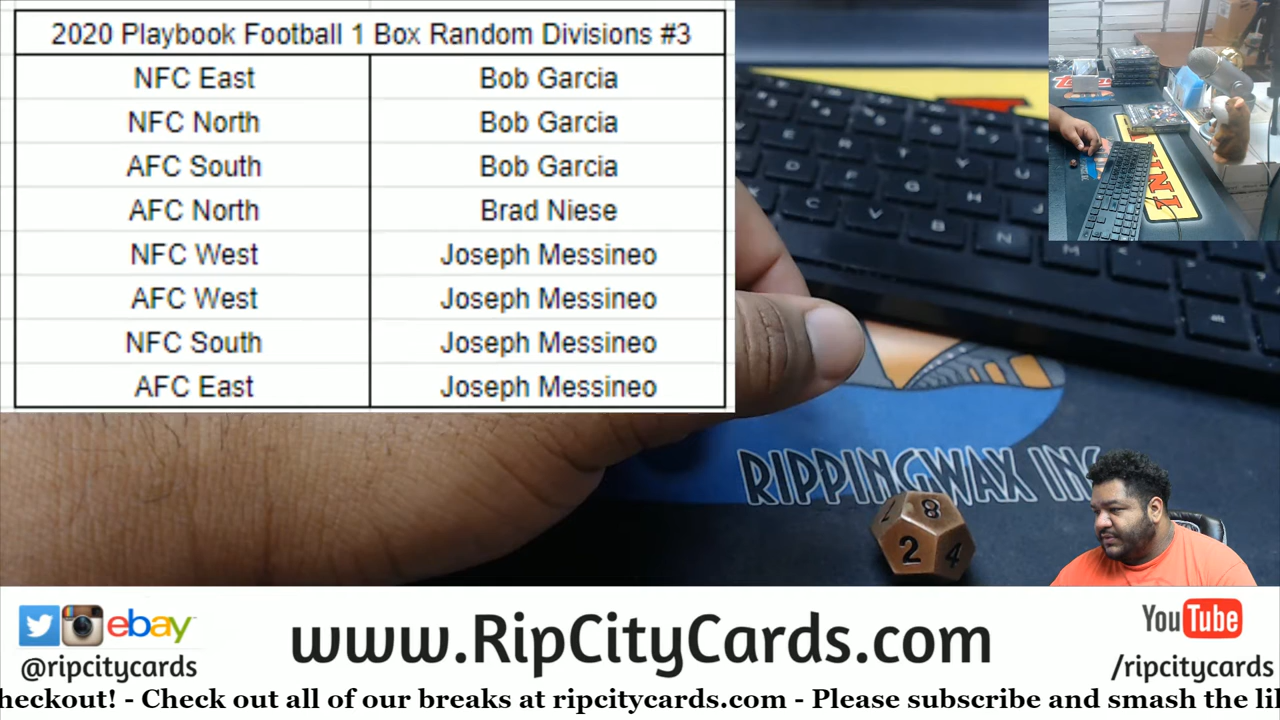 2020 Playbook Football 1 Box Random Divisions #3
NFC East Bob Garcia
NFC North Bob Garcia
AFC South Bob Garcia
AFC North Brad Niese
NFC West Joseph Messineo
AFC West Joseph Messineo
NFC South Joseph Messineo
AFC East Joseph Messineo
E R T Y U
D F G H J
C V B N M
RIPPINGWAX INC
8
2 4
ebay
@ripcitycards
www.RipCityCards.com
YouTube
/ripcitycards
heckout! - Check out all of our breaks at ripcitycards.com - Please subscribe and smash the li